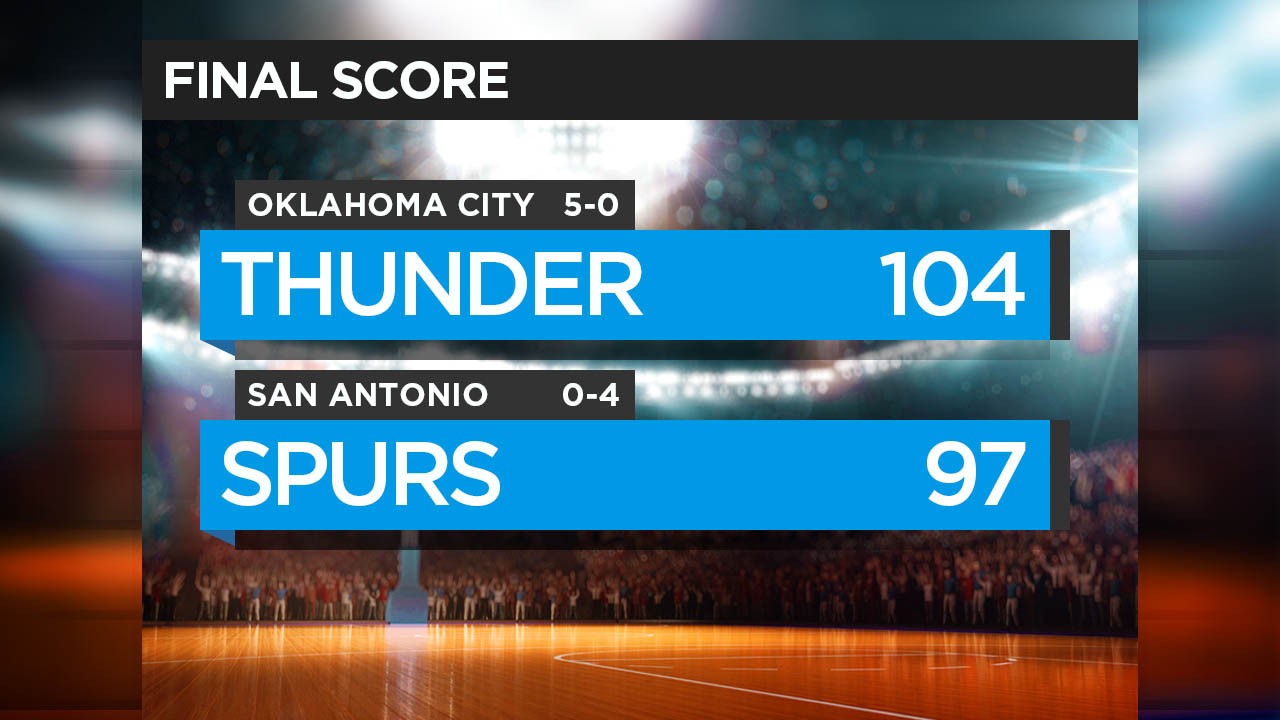 FINAL SCORE
OKLAHOMA CITY 5-0
THUNDER 104
SAN ANTONIO 0-4
SPURS 97